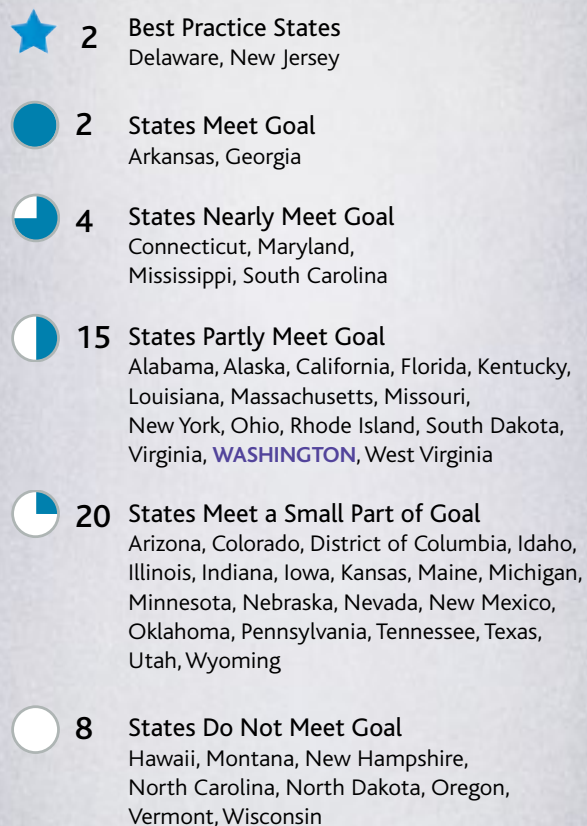 2 Best Practice States
Delaware, New Jersey
2 States Meet Goal
Arkansas, Georgia
4 States Nearly Meet Goal
Connecticut, Maryland,
Mississippi, South Carolina
15 States Partly Meet Goal
Alabama, Alaska, California, Florida, Kentucky,
Louisiana, Massachusetts, Missouri,
New York, Ohio, Rhode Island, South Dakota,
Virginia, WASHINGTON, West Virginia
20 States Meet a Small Part of Goal
Arizona, Colorado, District of Columbia, Idaho,
Illinois, Indiana, Iowa, Kansas, Maine, Michigan,
Minnesota, Nebraska, Nevada, New Mexico,
Oklahoma, Pennsylvania, Tennessee, Texas,
Utah, Wyoming
8 States Do Not Meet Goal
Hawaii, Montana, New Hampshire,
North Carolina, North Dakota, Oregon,
Vermont, Wisconsin